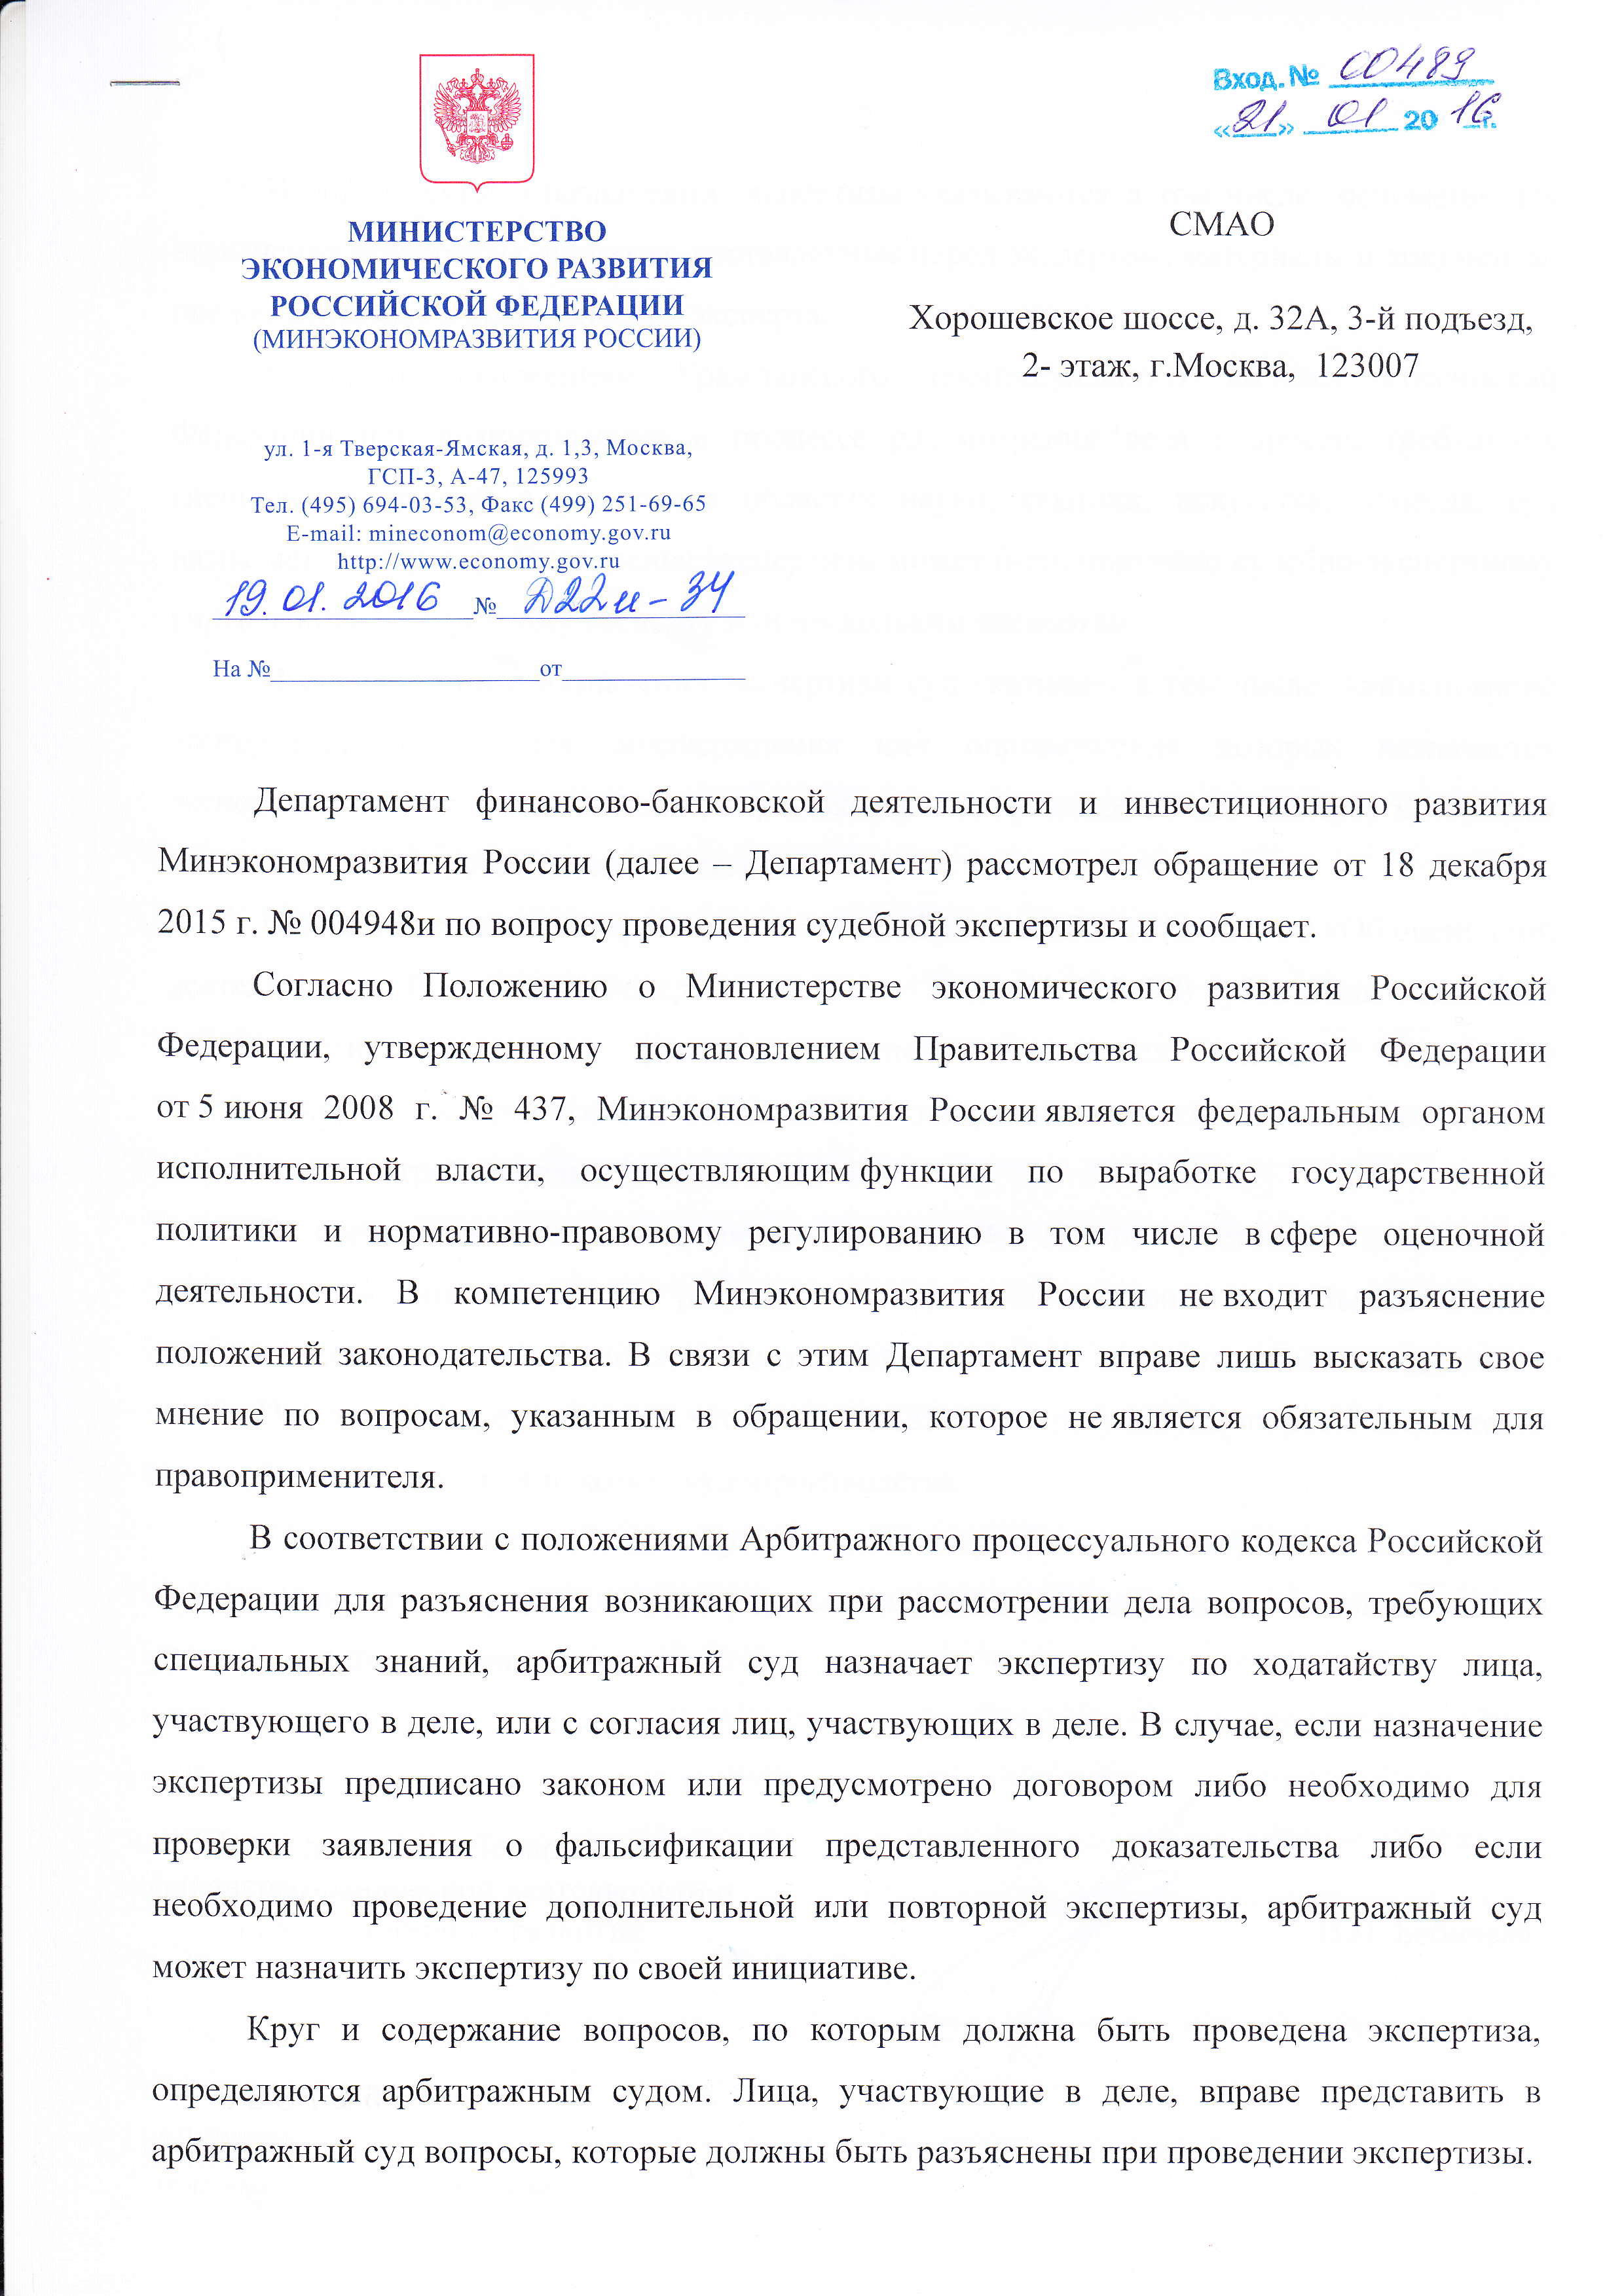 Вход. № 00489
«21» 01 2016 г.
МИНИСТЕРСТВО
ЭКОНОМИЧЕСКОГО РАЗВИТИЯ
РОССИЙСКОЙ ФЕДЕРАЦИИ
(МИНЭКОНОМРАЗВИТИЯ РОССИИ)
ул. 1-я Тверская-Ямская, д. 1,3, Москва,
ГСП-3, А-47, 125993
Тел. (495) 694-03-53, Факс (499) 251-69-65
E-mail: mineconom@economy.gov.ru
http://www.economy.gov.ru
19.01.2016 № Д22и-34
На № от
СМАО
Хорошевское шоссе, д. 32А, 3-й подъезд,
2- этаж, г.Москва, 123007
Департамент финансово-банковской деятельности и инвестиционного развития
Минэкономразвития России (далее – Департамент) рассмотрел обращение от 18 декабря
2015 г. № 004948и по вопросу проведения судебной экспертизы и сообщает.
Согласно Положению о Министерстве экономического развития Российской
Федерации, утвержденному постановлением Правительства Российской Федерации
от 5 июня 2008 г. № 437, Минэкономразвития России является федеральным органом
исполнительной власти, осуществляющим функции по выработке государственной
политики и нормативно-правовому регулированию в том числе в сфере оценочной
деятельности. В компетенцию Минэкономразвития России не входит разъяснение
положений законодательства. В связи с этим Департамент вправе лишь высказать свое
мнение по вопросам, указанным в обращении, которое не является обязательным для
правоприменителя.
В соответствии с положениями Арбитражного процессуального кодекса Российской
Федерации для разъяснения возникающих при рассмотрении дела вопросов, требующих
специальных знаний, арбитражный суд назначает экспертизу по ходатайству лица,
участвующего в деле, или с согласия лиц, участвующих в деле. В случае, если назначение
экспертизы предписано законом или предусмотрено договором либо необходимо для
проверки заявления о фальсификации представленного доказательства либо если
необходимо проведение дополнительной или повторной экспертизы, арбитражный суд
может назначить экспертизу по своей инициативе.
Круг и содержание вопросов, по которым должна быть проведена экспертиза,
определяются арбитражным судом. Лица, участвующие в деле, вправе представить в
арбитражный суд вопросы, которые должны быть разъяснены при проведении экспертизы.